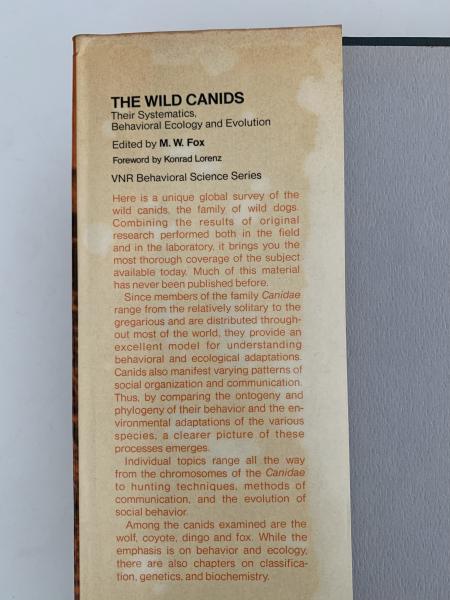 THE WILD CANIDS
Their Systematics,
Behavioral Ecology and Evolution
Edited by M. W. Fox
Foreword by Konrad Lorenz
VNR Behavioral Science Series
Here is a unique global survey of the
wild canids, the family of wild dogs.
Combining the results of original
research performed both in the field
and in the laboratory, it brings you the
most thorough coverage of the subject
available today. Much of this material
has never been published before.
Since members of the family Canidae
range from the relatively solitary to the
gregarious and are distributed through-
out most of the world, they provide an
excellent model for understanding
behavioral and ecological adaptations.
Canids also manifest varying patterns of
social organization and communication.
Thus, by comparing the ontogeny and
phylogeny of their behavior and the en-
vironmental adaptations of the various
species, a clearer picture of these
processes emerges.
Individual topics range all the way
from the chromosomes of the Canidae
to hunting techniques, methods of
communication, and the evolution of
social behavior.
Among the canids examined are the
wolf, coyote, dingo and fox. While the
emphasis is on behavior and ecology,
there are also chapters on classifica-
tion, genetics, and biochemistry.